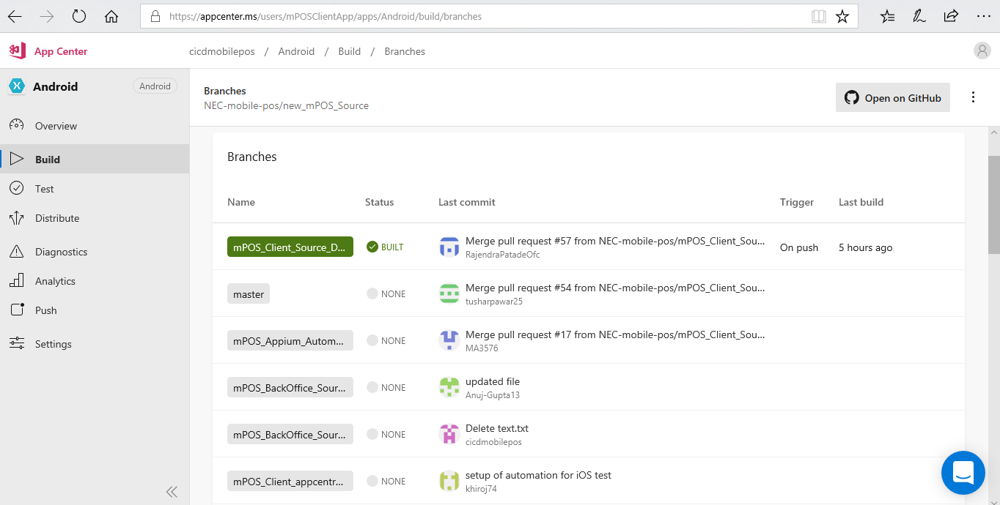 https://appcenter.ms/users/mPOSClientApp/apps/Android/build/branches
App Center
cicdmobilepos / Android / Build / Branches
Android
Android
Overview
Build
Test
Distribute
Diagnostics
Analytics
Push
Settings
Branches
NEC-mobile-pos/new_mPOS_Source
Open on GitHub
Branches
Name Status Last commit Trigger Last build
mPOS_Client_Source_D... BUILT Merge pull request #57 from NEC-mobile-pos/mPOS_Client_Sou... On push 5 hours ago
RajendraPatadeOfc
master NONE Merge pull request #54 from NEC-mobile-pos/mPOS_Client_Sou...
tusharpawar25
mPOS_Appium_Autom... NONE Merge pull request #17 from NEC-mobile-pos/mPOS_Client_Sou...
MA3576
mPOS_BackOffice_Sour... NONE updated file
Anuj-Gupta13
mPOS_BackOffice_Sour... NONE Delete text.txt
cicdmobilepos
mPOS_Client_appcentr... NONE setup of automation for iOS test
khiroj74